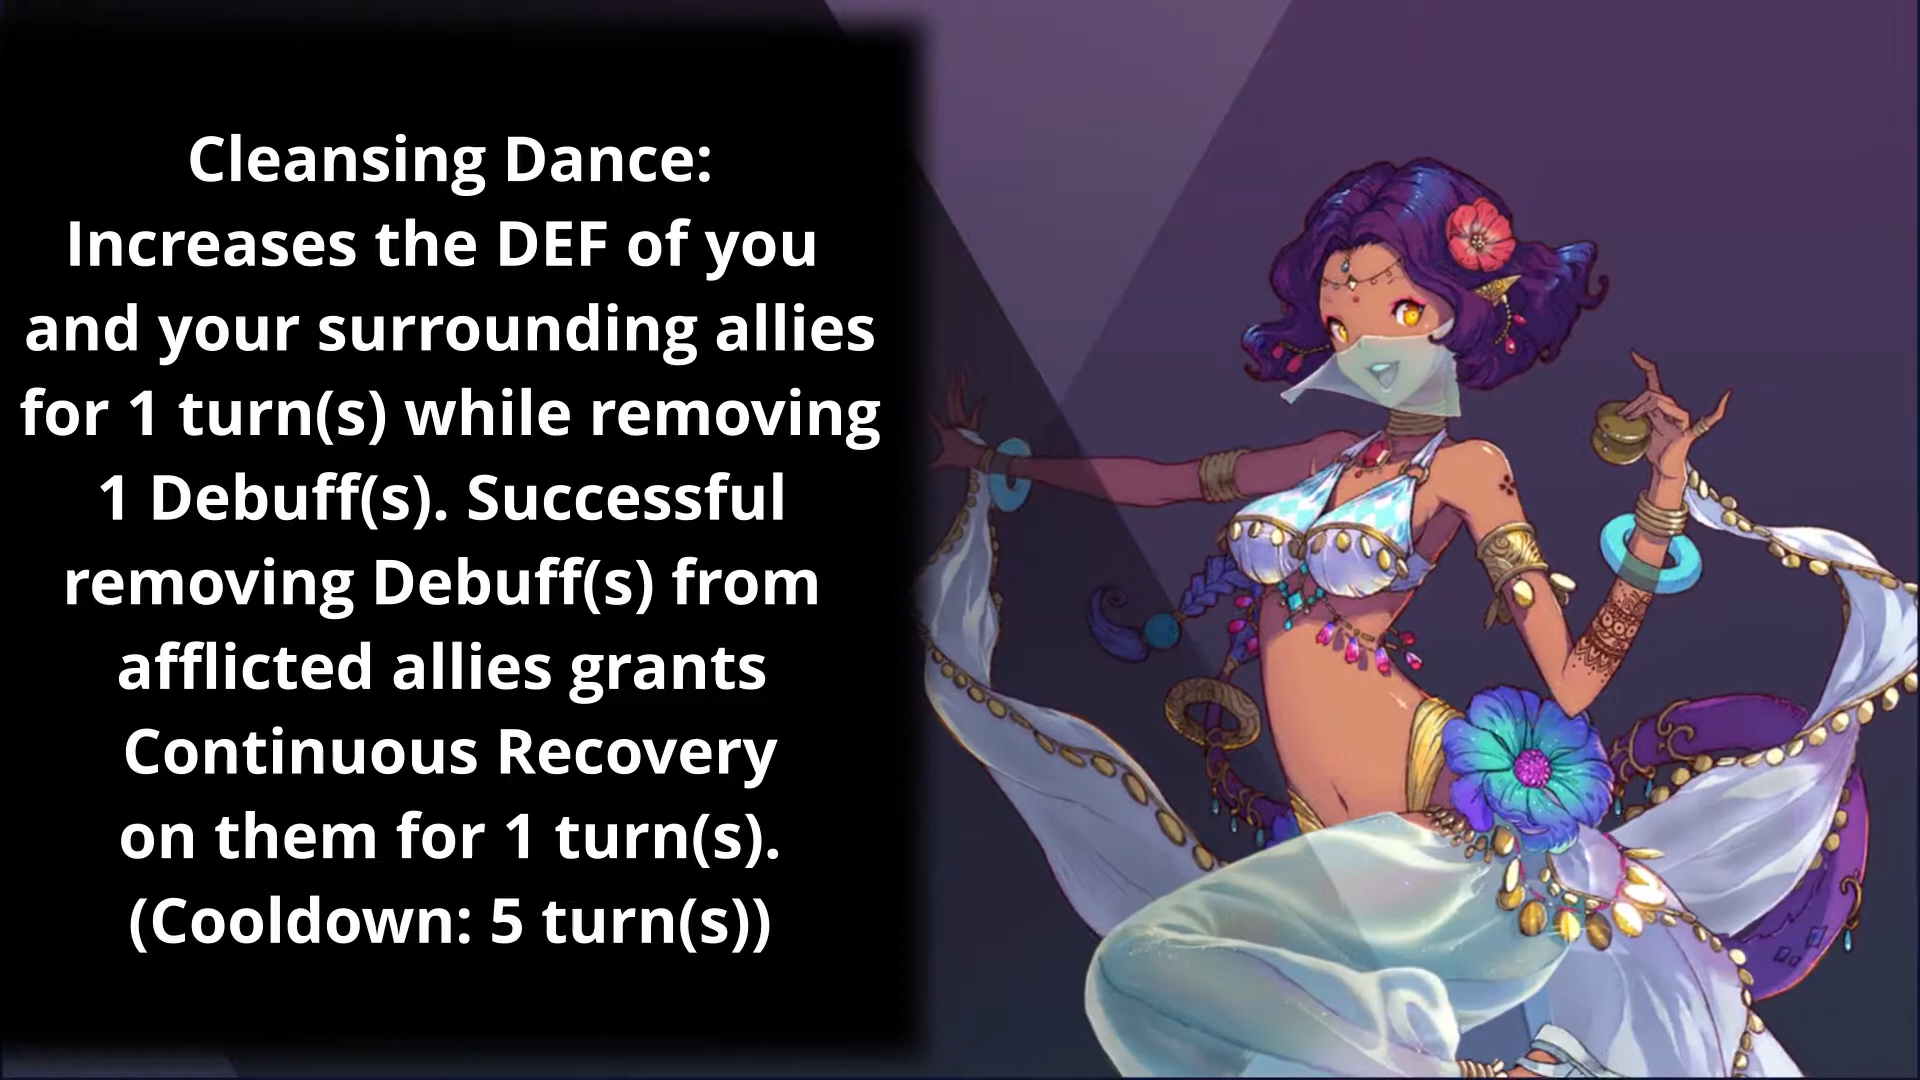 Cleansing Dance:
Increases the DEF of you
and your surrounding allies
for 1 turn(s) while removing
1 Debuff(s). Successful
removing Debuff(s) from
afflicted allies grants
Continuous Recovery
on them for 1 turn(s).
(Cooldown: 5 turn(s))